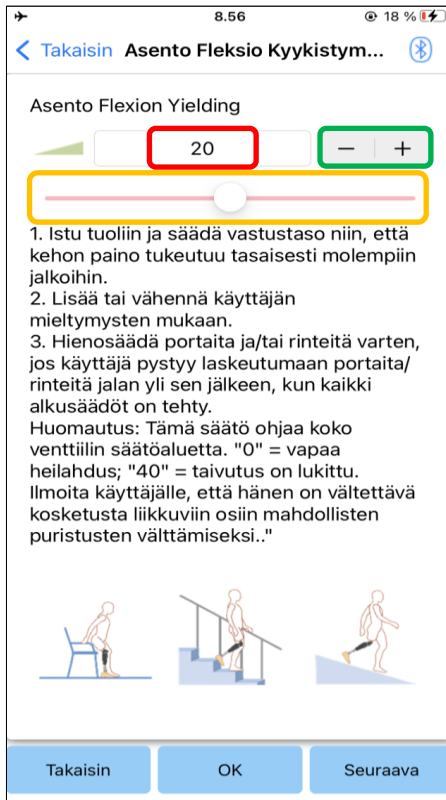 8.56
18 %
Takaisin Asento Fleksio Kyykistym...
Asento Flexion Yielding
20
− +
1. Istu tuoliin ja säädä vastustaso niin, että
kehon paino tukeutuu tasaisesti molempiin
jalkoihin.
2. Lisää tai vähennä käyttäjän
mieltymysten mukaan.
3. Hienosäädä portaita ja/tai rinteitä varten,
jos käyttäjä pystyy laskeutumaan portaita/
rinteitä jalan yli sen jälkeen, kun kaikki
alkusäädöt on tehty.
Huomautus: Tämä säätö ohjaa koko
venttiilin säätöaluetta. "0" = vapaa
heilahdus; "40" = taivutus on lukittu.
Ilmoita käyttäjälle, että hänen on vältettävä
kosketusta liikkuviin osiin mahdollisten
puristusten välttämiseksi.."
Takaisin OK Seuraava